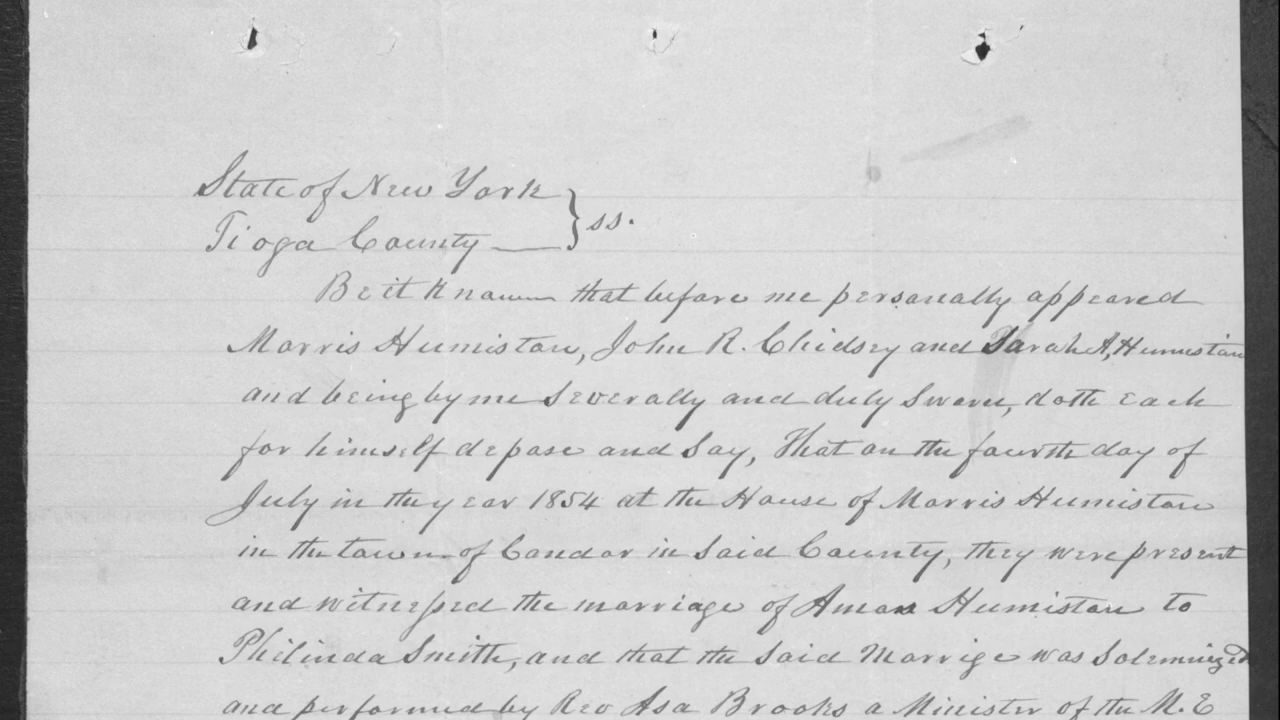 State of New York
Tioga County } ss.
Be it known that before me personally appeared
Morris Humiston, John R. Chidsey and Sarah A, Humiston
and being by me severally and duly sworn, doth each
for himself depose and say, That on the fourth day of
July in the year 1854 at the House of Morris Humiston
in the town of Candor in said County, they were present
and witnessed the marriage of Amos Humiston to
Philinda Smith, and that the said Marrige was solemnized
and performed by Rev Asa Brooks a Minister of the M. E